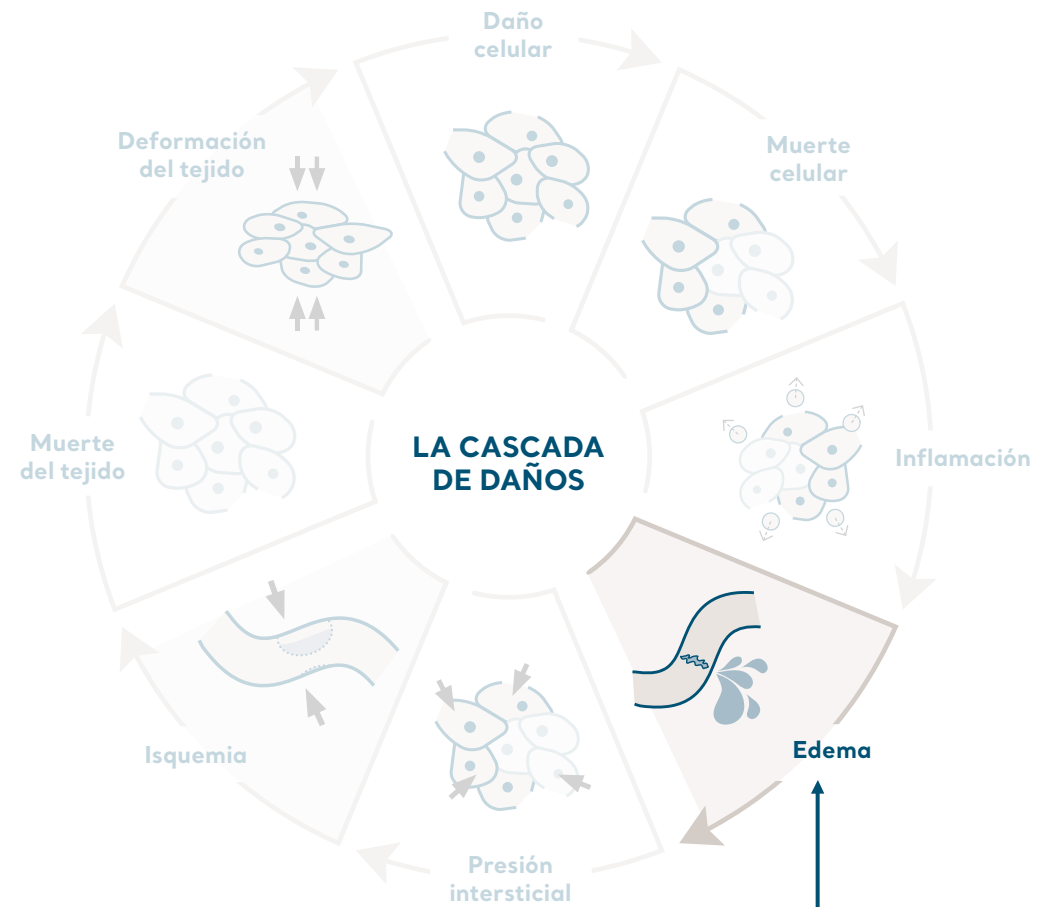 Daño
celular
Deformación
del tejido
Muerte
celular
Muerte
del tejido
LA CASCADA
DE DAÑOS
Inflamación
Isquemia
Edema
Presión
intersticial